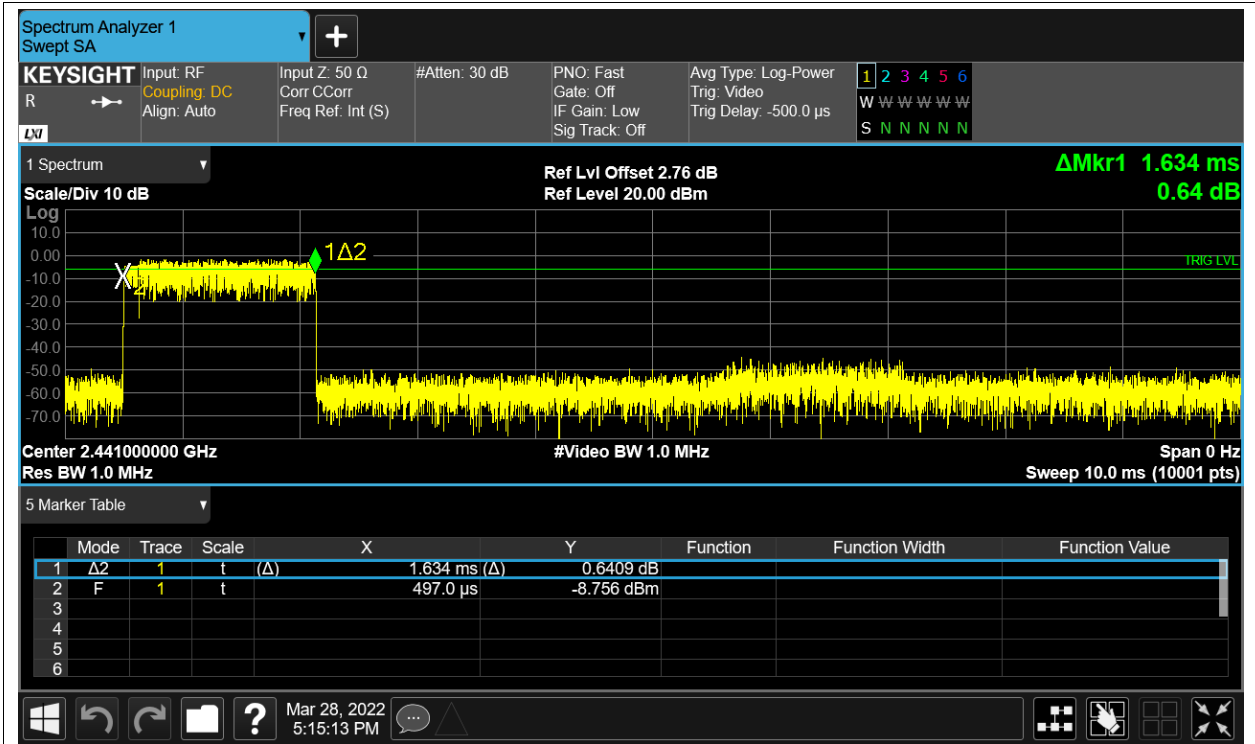 Spectrum Analyzer 1
Swept SA
KEYSIGHT Input: RF Input Z: 50 Ω #Atten: 30 dB PNO: Fast Avg Type: Log-Power 1 2 3 4 5 6
R Coupling: DC Corr CCorr Gate: Off Trig: Video W W W W W W
Align: Auto Freq Ref: Int (S) IF Gain: Low Trig Delay: -500.0 µs
LXI Sig Track: Off S N N N N N
1 Spectrum Ref Lvl Offset 2.76 dB ΔMkr1 1.634 ms
Scale/Div 10 dB Ref Level 20.00 dBm 0.64 dB
Log
10.0
0.00 1Δ2
TRIG LVL
-10.0 X 2
-20.0
-30.0
-40.0
-50.0
-60.0
-70.0
Center 2.441000000 GHz #Video BW 1.0 MHz Span 0 Hz
Res BW 1.0 MHz Sweep 10.0 ms (10001 pts)
5 Marker Table
Mode Trace Scale X Y Function Function Width Function Value
1 Δ2 1 t (Δ) 1.634 ms (Δ) 0.6409 dB
2 F 1 t 497.0 µs -8.756 dBm
3
4
5
6
? Mar 28, 2022
5:15:13 PM